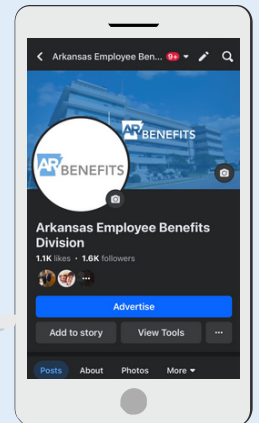 Arkansas Employee Ben... 9+
AR BENEFITS
AR BENEFITS
Arkansas Employee Benefits
Division
1.1K likes • 1.6K followers
Advertise
Add to story View Tools ...
Posts About Photos More